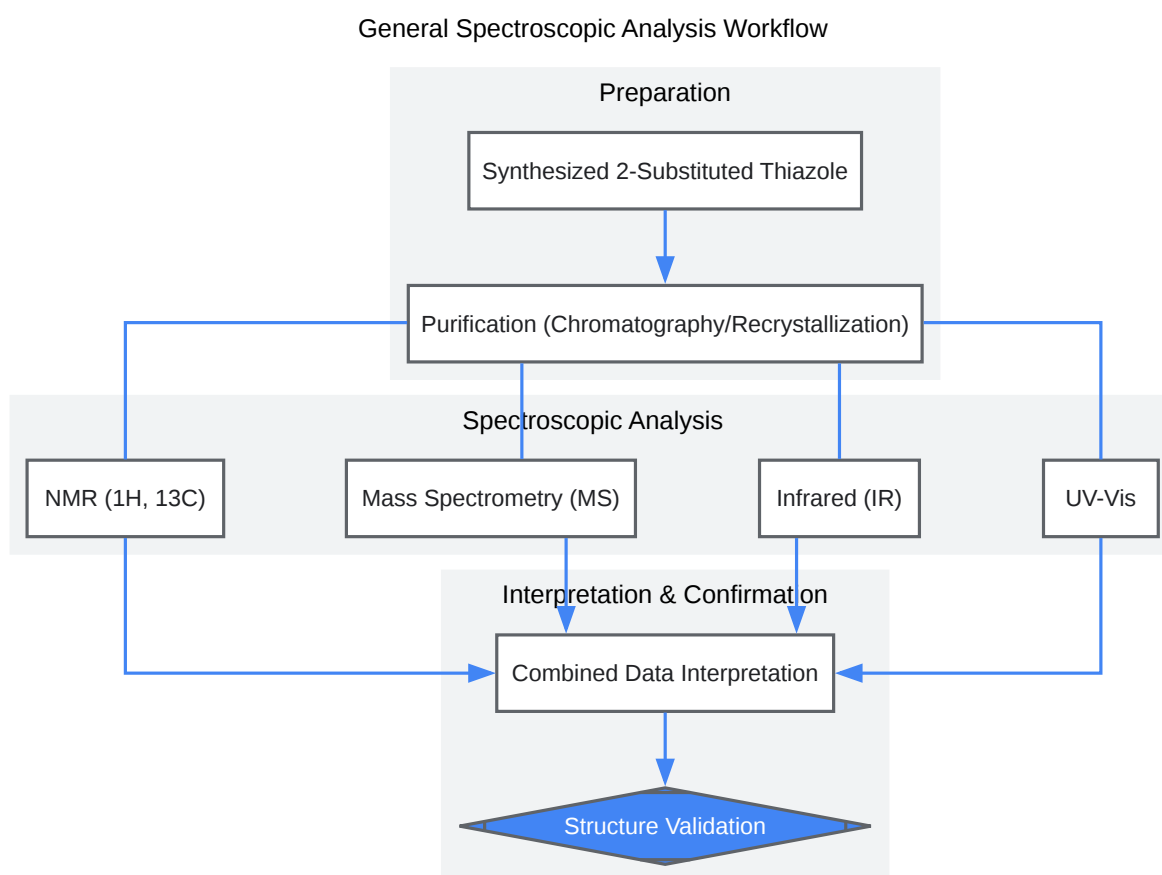 General Spectroscopic Analysis Workflow
Preparation
Synthesized 2-Substituted Thiazole
Purification (Chromatography/Recrystallization)
Spectroscopic Analysis
NMR (1H, 13C)
Mass Spectrometry (MS)
Infrared (IR)
UV-Vis
Interpretation & Confirmation
Combined Data Interpretation
Structure Validation